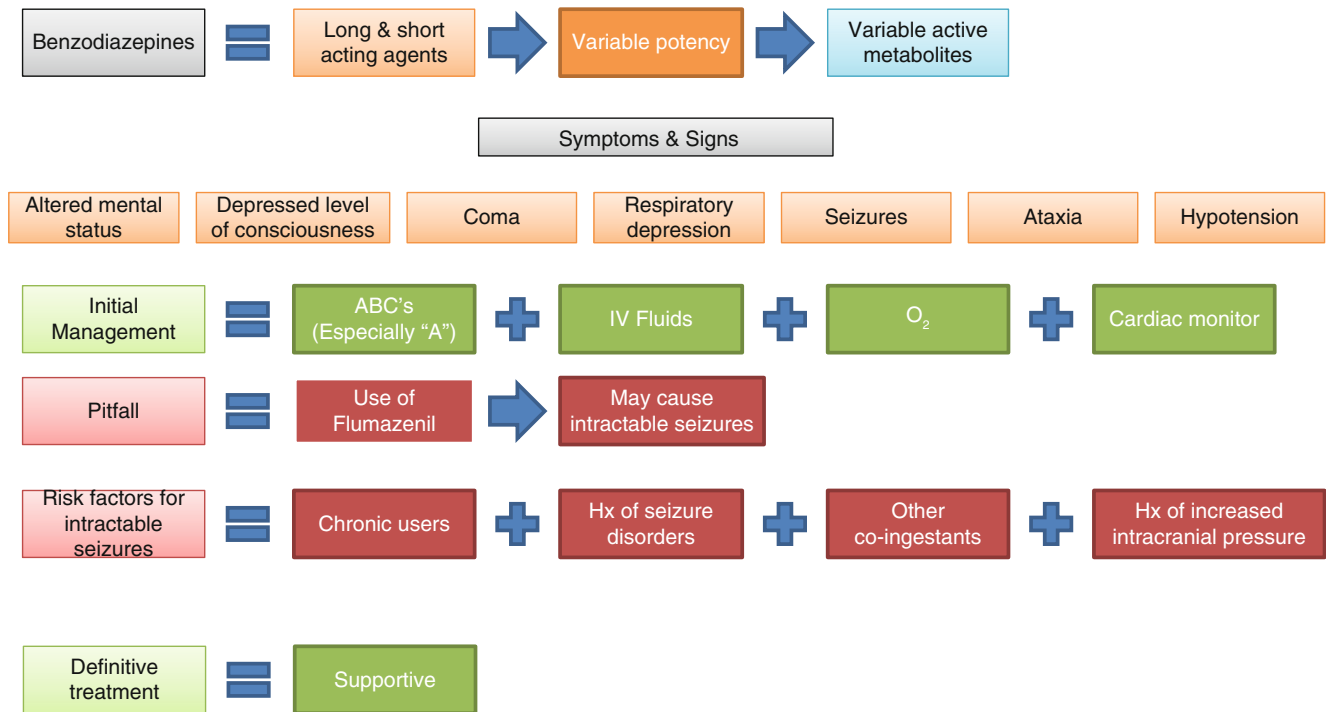 Benzodiazepines
Long & short
acting agents
Variable potency
Variable active
metabolites
Symptoms & Signs
Altered mental
status
Depressed level
of consciousness
Coma
Respiratory
depression
Seizures
Ataxia
Hypotension
Initial
Management
ABC's
(Especially “A”)
IV Fluids
O₂
Cardiac monitor
Pitfall
Use of
Flumazenil
May cause
intractable seizures
Risk factors for
intractable
seizures
Chronic users
Hx of seizure
disorders
Other
co-ingestants
Hx of increased
intracranial pressure
Definitive
treatment
Supportive